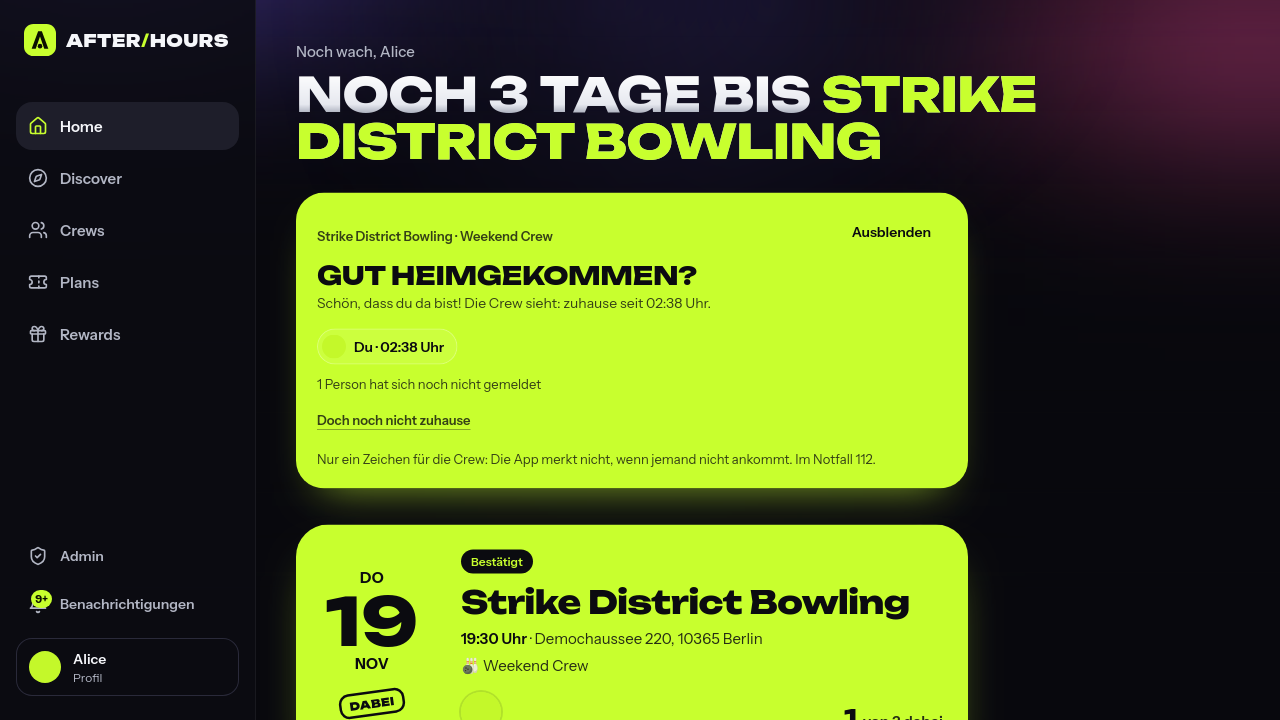 AFTER/HOURS
Home
Discover
Crews
Plans
Rewards
Admin
9+
Benachrichtigungen
Alice
Profil
Noch wach, Alice
NOCH 3 TAGE BIS STRIKE
DISTRICT BOWLING
Strike District Bowling · Weekend Crew
Ausblenden
GUT HEIMGEKOMMEN?
Schön, dass du da bist! Die Crew sieht: zuhause seit 02:38 Uhr.
Du · 02:38 Uhr
1 Person hat sich noch nicht gemeldet
Doch noch nicht zuhause
Nur ein Zeichen für die Crew: Die App merkt nicht, wenn jemand nicht ankommt. Im Notfall 112.
DO
19
NOV
DABEI
Bestätigt
Strike District Bowling
19:30 Uhr · Demochaussee 220, 10365 Berlin
Weekend Crew
1 von 2 dabei